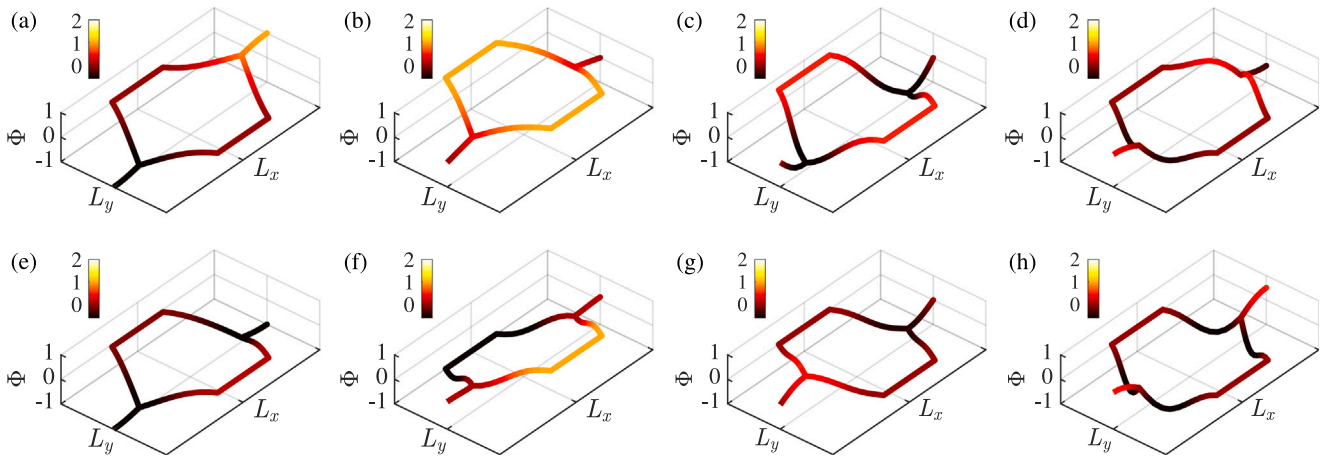 (a) 2 1 0 1 0 -1 Φ L_y L_x
(b) 2 1 0 1 0 -1 Φ L_y L_x
(c) 2 1 0 1 0 -1 Φ L_y L_x
(d) 2 1 0 1 0 -1 Φ L_y L_x
(e) 2 1 0 1 0 -1 Φ L_y L_x
(f) 2 1 0 1 0 -1 Φ L_y L_x
(g) 2 1 0 1 0 -1 Φ L_y L_x
(h) 2 1 0 1 0 -1 Φ L_y L_x